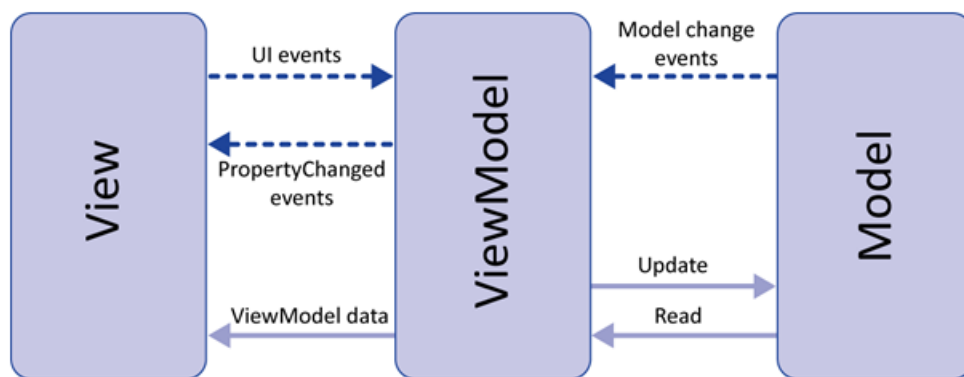 View
UI events
PropertyChanged
events
ViewModel data
ViewModel
Model change
events
Update
Read
Model